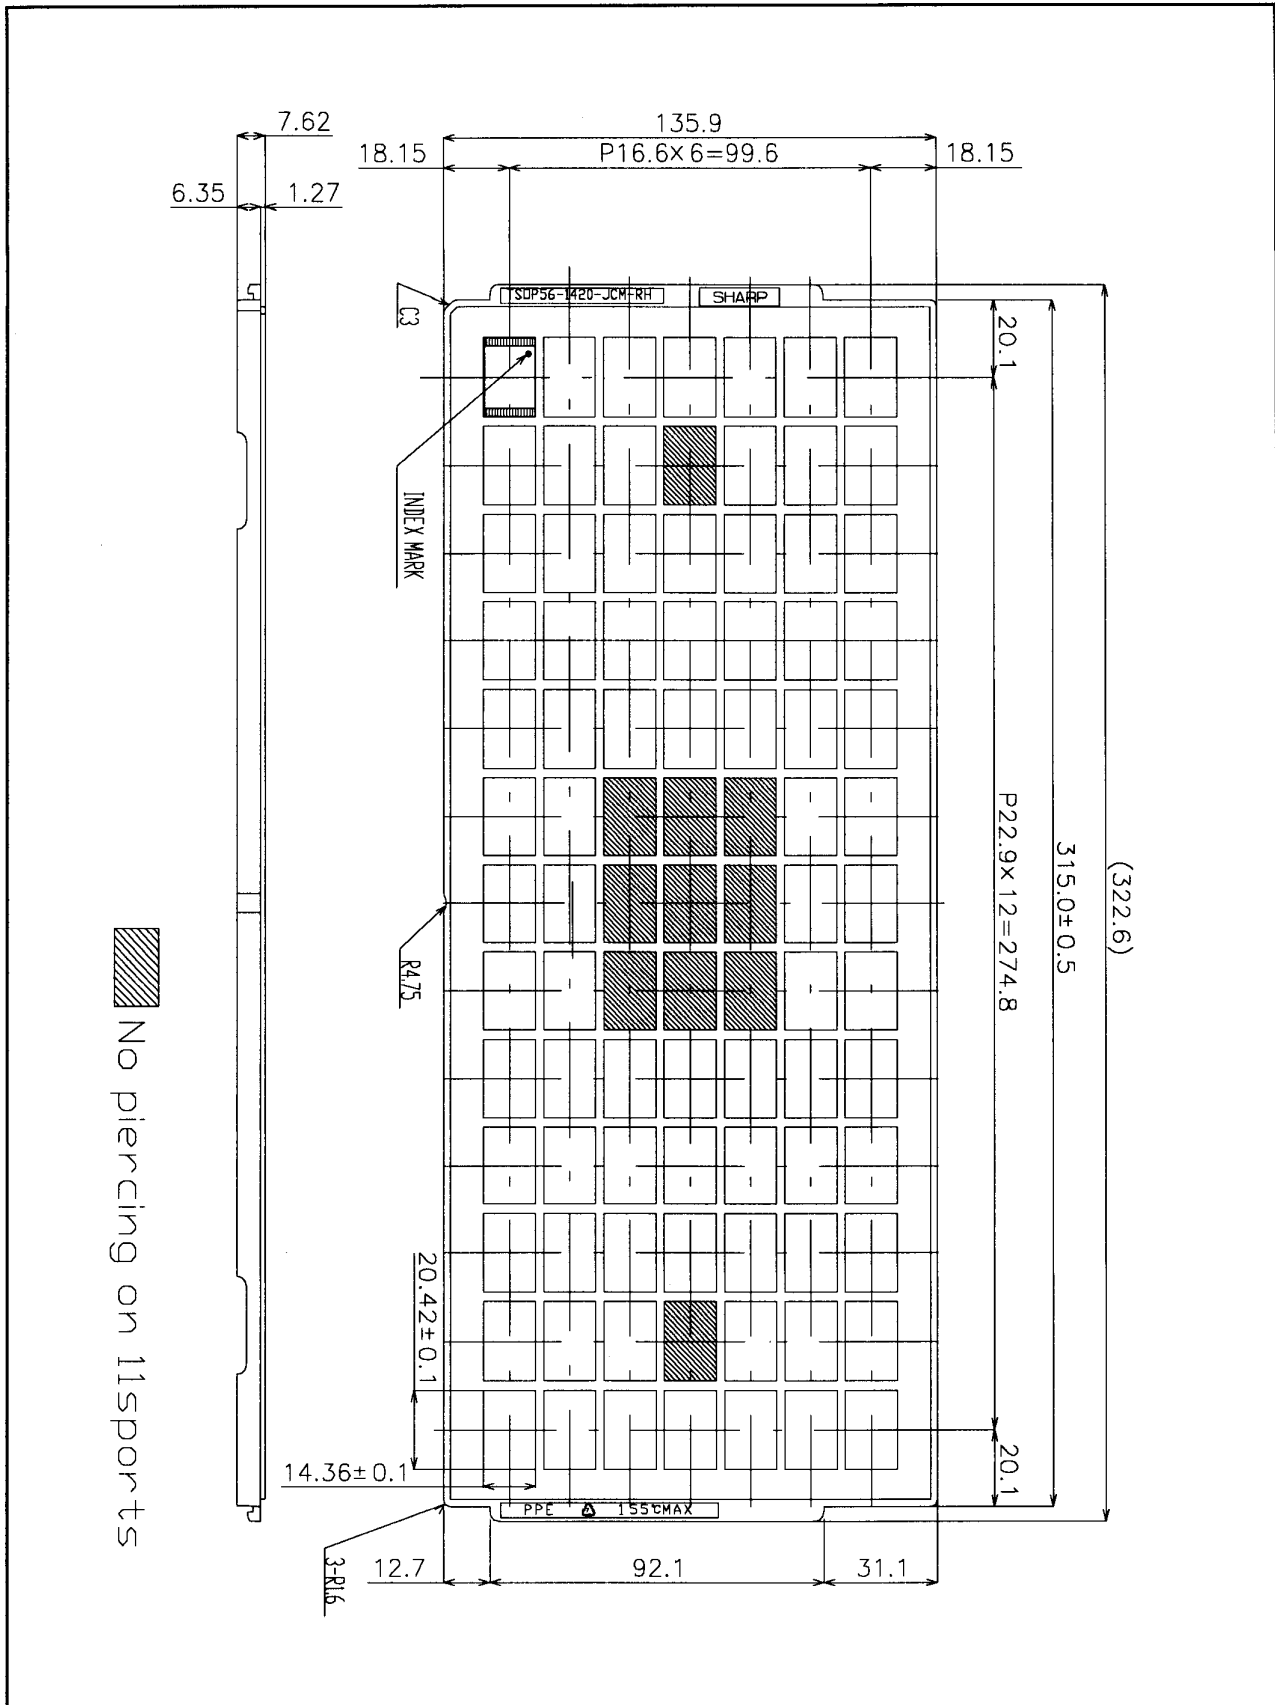 7.62
135.9
18.15
P16.6×6=99.6
18.15
6.35
1.27
TSOP56-1420-JCM-RH
SHARP
C3
20.1
INDEX MARK
P22.9×12=274.8
315.0±0.5
(322.6)
R4.75
No piercing on 11sports
20.42±0.1
14.36±0.1
20.1
PPE
155℃MAX
3-R1.6
12.7
92.1
31.1